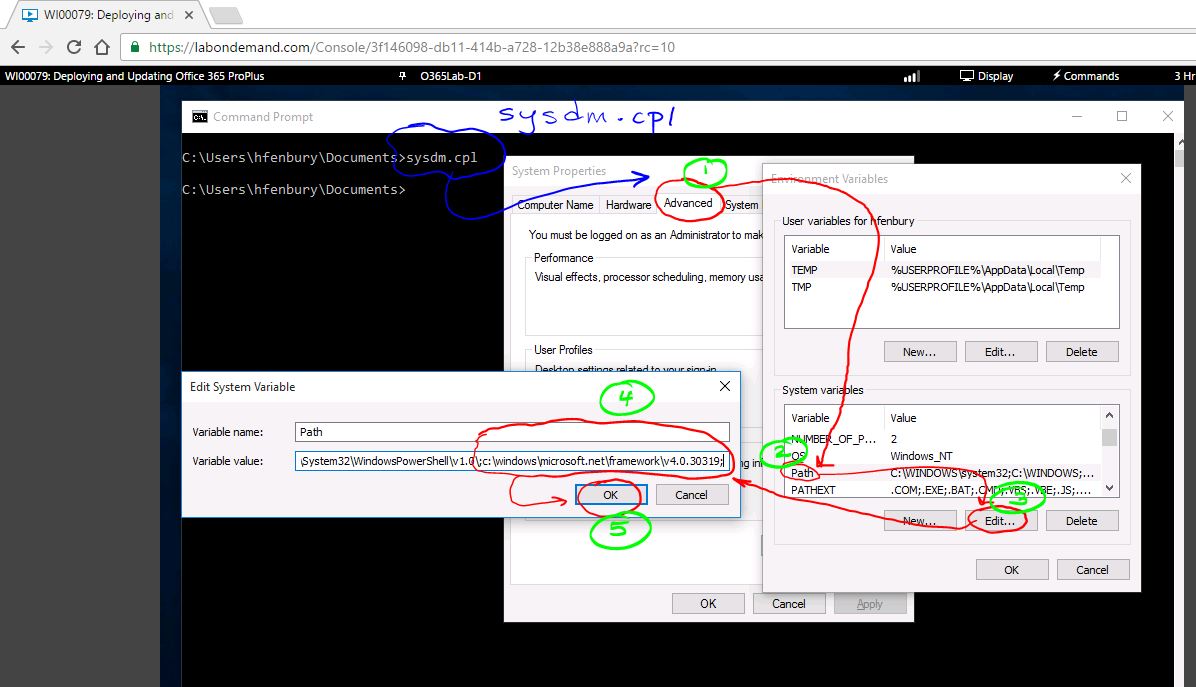 WI00079: Deploying and
https://labondemand.com/Console/3f146098-db11-414b-a728-12b38e888a9a?rc=10
WI00079: Deploying and Updating Office 365 ProPlus O365Lab-D1 Display Commands 3 Hr
Command Prompt
sysdm.cpl
C:\Users\hfenbury\Documents>sysdm.cpl
C:\Users\hfenbury\Documents>
System Properties
1
Computer Name Hardware Advanced System
You must be logged on as an Administrator to mak
Performance
Visual effects, processor scheduling, memory usa
User Profiles
Desktop settings related to your sign-in
OK Cancel Apply
Environment Variables
User variables for hfenbury
Variable Value
TEMP %USERPROFILE%\AppData\Local\Temp
TMP %USERPROFILE%\AppData\Local\Temp
New... Edit... Delete
System variables
Variable Value
NUMBER_OF_P... 2
OS Windows_NT
2
Path C:\WINDOWS\system32;C:\WINDOWS;...
PATHEXT .COM;.EXE;.BAT;.CMD;.VBS;.VBE;.JS;....
3
New... Edit... Delete
OK Cancel
Edit System Variable
4
Variable name: Path
Variable value: \System32\WindowsPowerShell\v1.0\;c:\windows\microsoft.net\framework\v4.0.30319;
OK Cancel
5